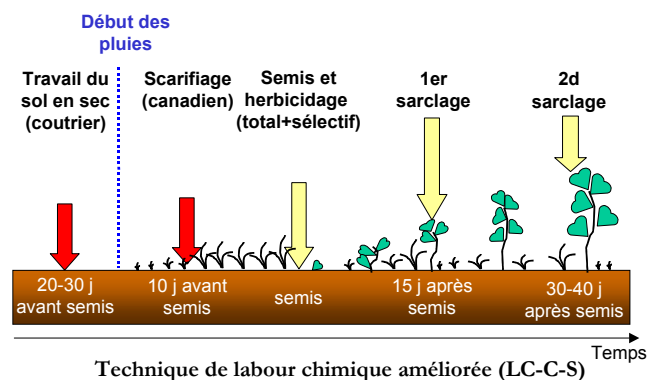 Début des
pluies
Travail du
sol en sec
(coutrier)
Scarifiage
(canadien)
Semis et
herbicidage
(total+sélectif)
1er
sarclage
2d
sarclage
20-30 j
avant semis
10 j avant
semis
semis
15 j après
semis
30-40 j
après semis
Temps
Technique de labour chimique améliorée (LC-C-S)